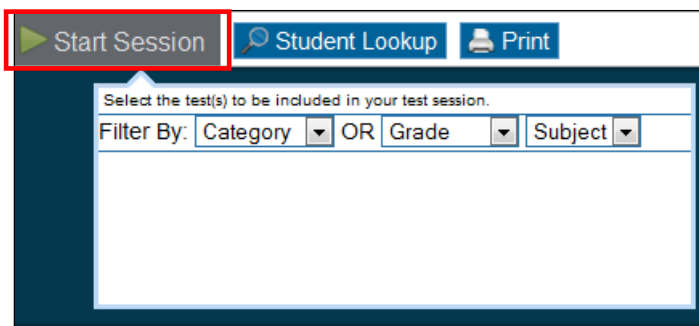 Start Session Student Lookup Print
Select the test(s) to be included in your test session.
Filter By: Category OR Grade Subject